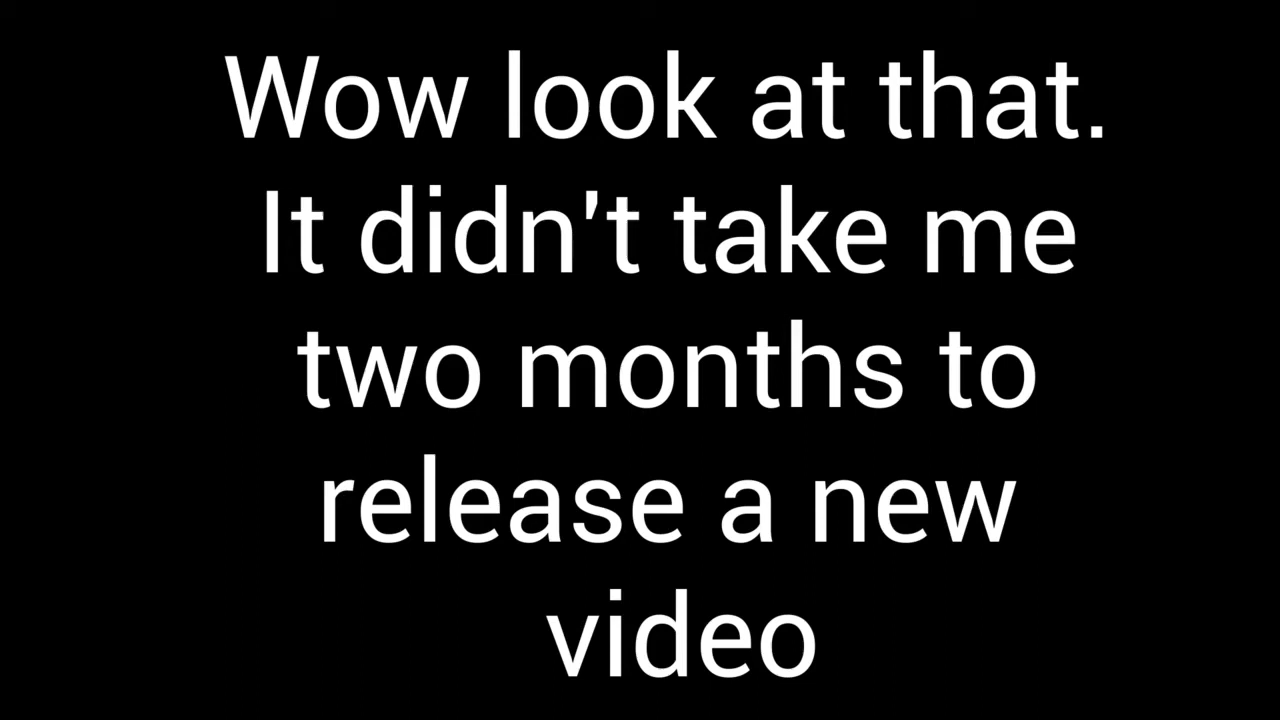 Wow look at that.
It didn't take me
two months to
release a new
video